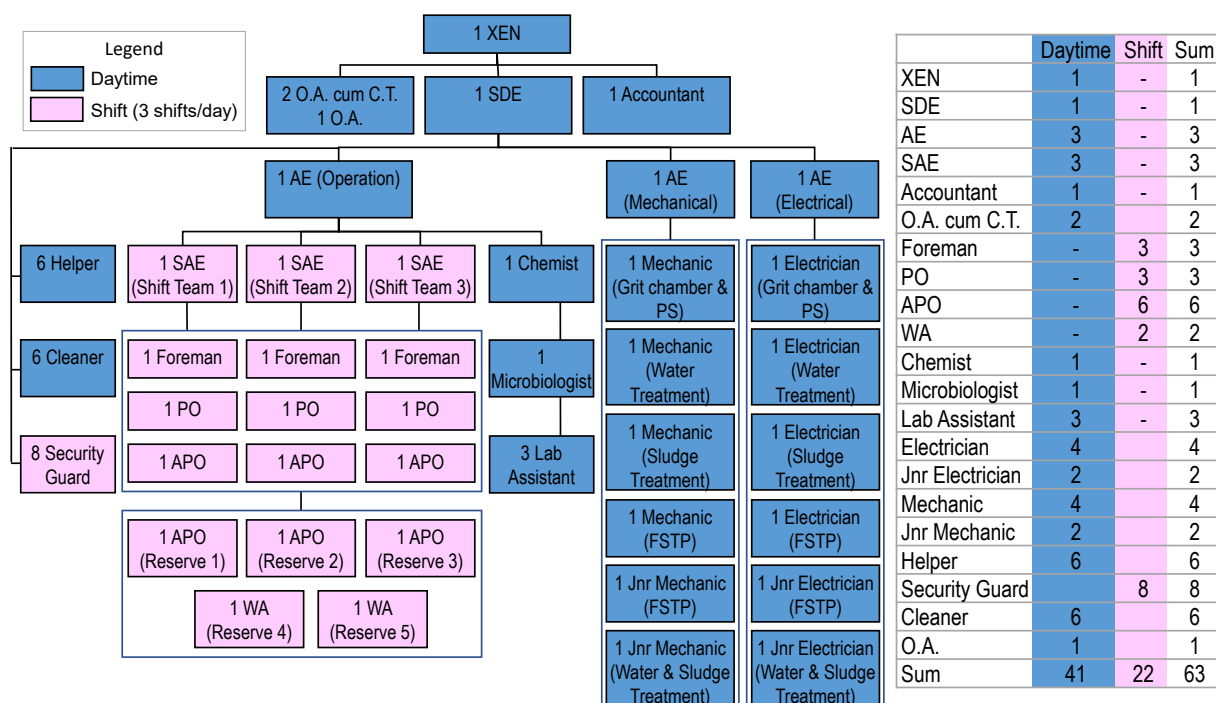 Legend
Daytime
Shift (3 shifts/day)
1 XEN
2 O.A. cum C.T.
1 O.A.
1 SDE
1 Accountant
1 AE (Operation)
1 AE
(Mechanical)
1 AE
(Electrical)
6 Helper
1 SAE
(Shift Team 1)
1 SAE
(Shift Team 2)
1 SAE
(Shift Team 3)
1 Chemist
6 Cleaner
1 Foreman
1 Foreman
1 Foreman
1
Microbiologist
1 PO
1 PO
1 PO
8 Security
Guard
1 APO
1 APO
1 APO
3 Lab
Assistant
1 APO
(Reserve 1)
1 APO
(Reserve 2)
1 APO
(Reserve 3)
1 WA
(Reserve 4)
1 WA
(Reserve 5)
1 Mechanic
(Grit chamber &
PS)
1 Mechanic
(Water
Treatment)
1 Mechanic
(Sludge
Treatment)
1 Mechanic
(FSTP)
1 Jnr Mechanic
(FSTP)
1 Jnr Mechanic
(Water & Sludge
Treatment)
1 Electrician
(Grit chamber &
PS)
1 Electrician
(Water
Treatment)
1 Electrician
(Sludge
Treatment)
1 Electrician
(FSTP)
1 Jnr Electrician
(FSTP)
1 Jnr Electrician
(Water & Sludge
Treatment)
Daytime Shift Sum
XEN 1 - 1
SDE 1 - 1
AE 3 - 3
SAE 3 - 3
Accountant 1 - 1
O.A. cum C.T. 2 2
Foreman - 3 3
PO - 3 3
APO - 6 6
WA - 2 2
Chemist 1 - 1
Microbiologist 1 - 1
Lab Assistant 3 - 3
Electrician 4 4
Jnr Electrician 2 2
Mechanic 4 4
Jnr Mechanic 2 2
Helper 6 6
Security Guard 8 8
Cleaner 6 6
O.A. 1 1
Sum 41 22 63